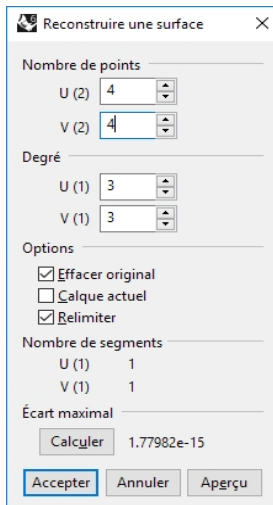 Reconstruire une surface
Nombre de points
U (2) 4
V (2) 4
Degré
U (1) 3
V (1) 3
Options
Effacer original
Calque actuel
Relimiter
Nombre de segments
U (1) 1
V (1) 1
Écart maximal
Calculer 1.77982e-15
Accepter Annuler Aperçu